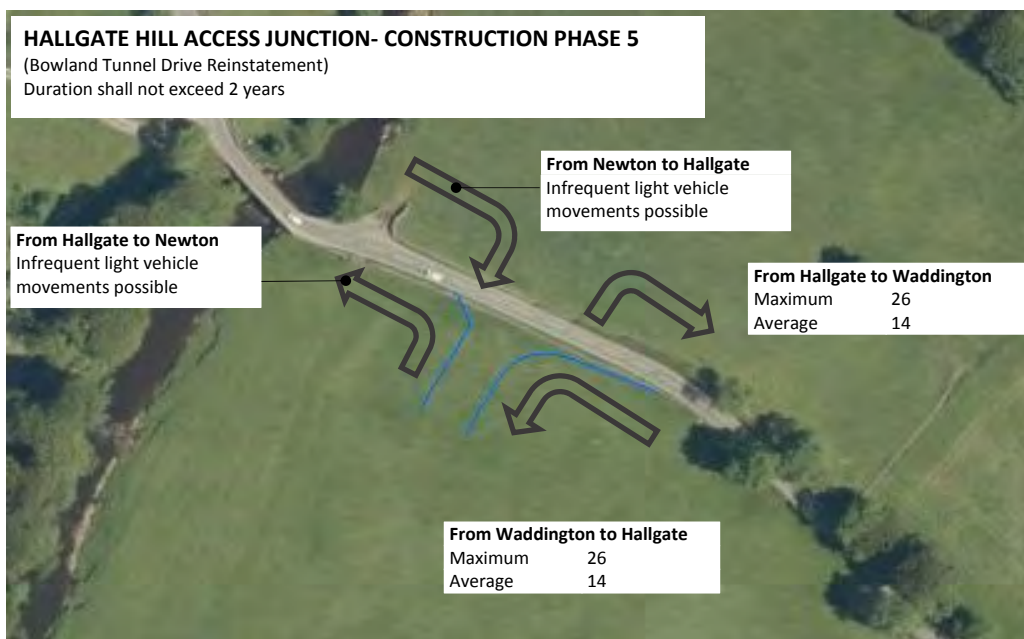 HALLGATE HILL ACCESS JUNCTION- CONSTRUCTION PHASE 5
(Bowland Tunnel Drive Reinstatement)
Duration shall not exceed 2 years
From Newton to Hallgate
Infrequent light vehicle
movements possible
From Hallgate to Newton
Infrequent light vehicle
movements possible
From Hallgate to Waddington
Maximum 26
Average 14
From Waddington to Hallgate
Maximum 26
Average 14